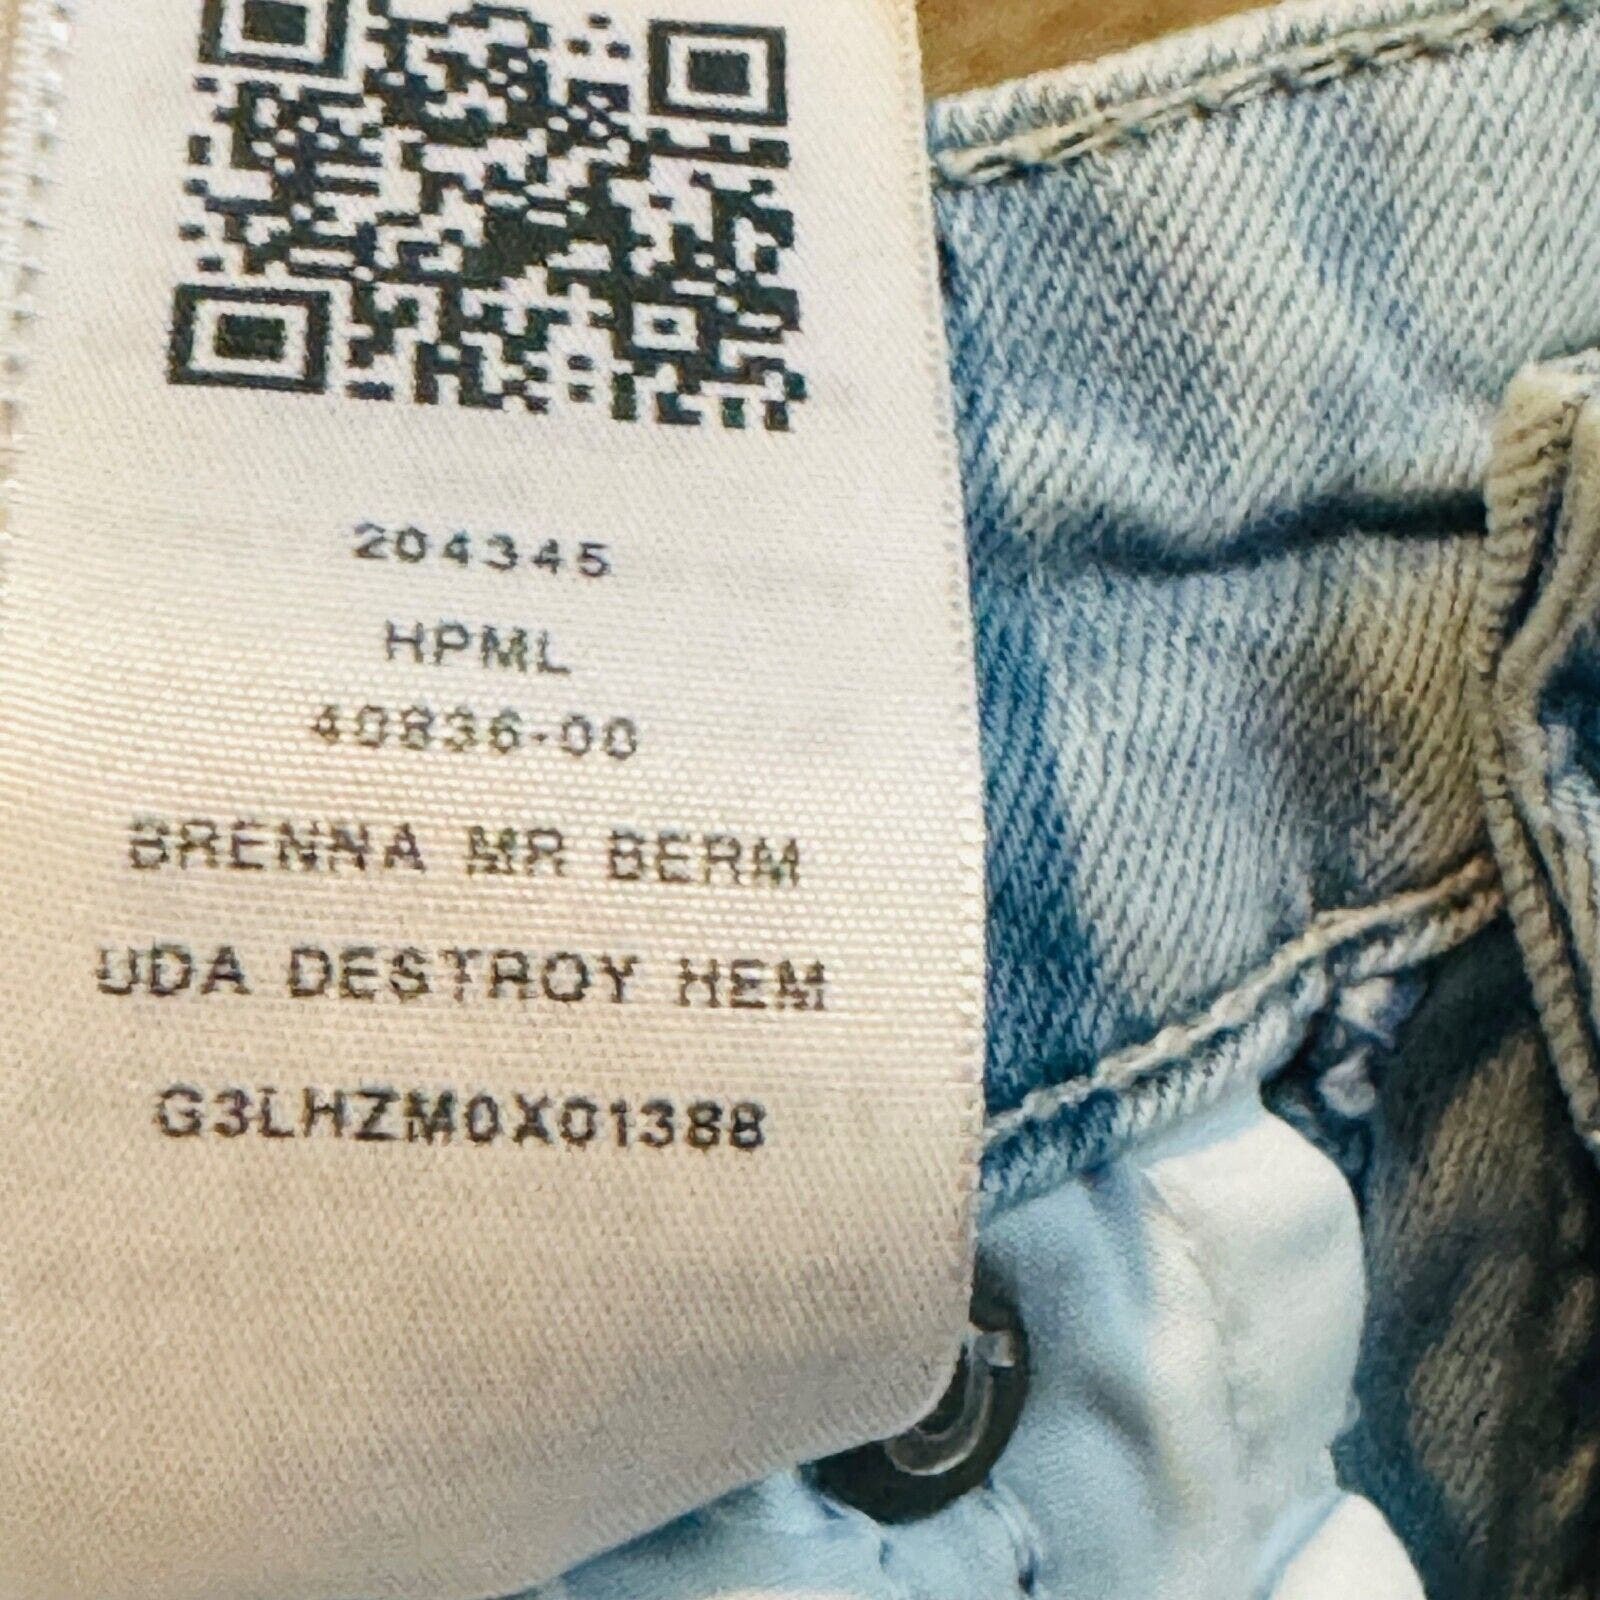 204345
HPML
40836-00
BRENNA MR BERM
UDA DESTROY HEM
G3LHZM0X01388